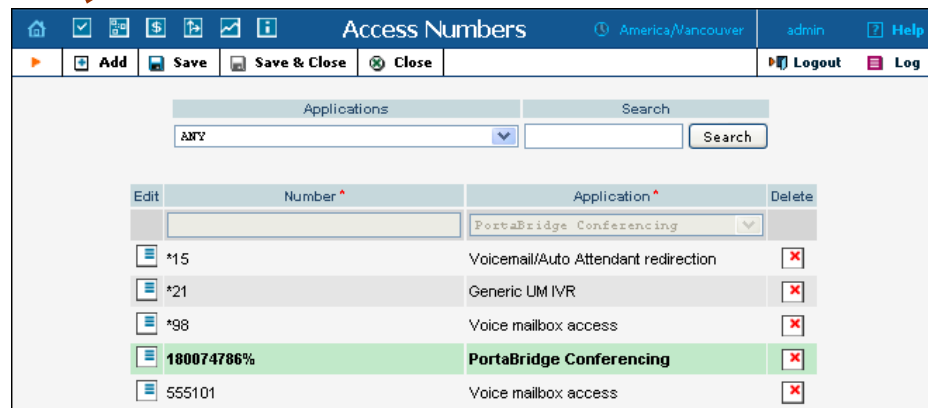 Access Numbers America/Vancouver admin ? Help
Add Save Save & Close Close Logout Log
Applications Search
ANY Search
Edit Number * Application * Delete
PortaBridge Conferencing
*15 Voicemail/Auto Attendant redirection
*21 Generic UM IVR
*98 Voice mailbox access
180074786% PortaBridge Conferencing
555101 Voice mailbox access